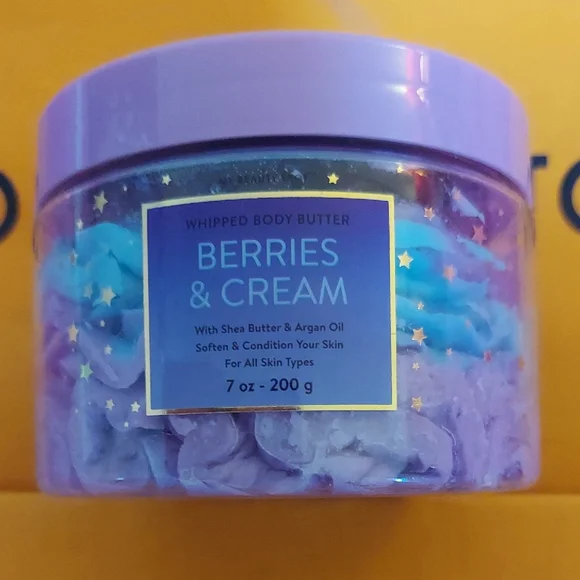 WHIPPED BODY BUTTER
BERRIES
& CREAM
With Shea Butter & Argan Oil
Soften & Condition Your Skin
For All Skin Types
7 oz - 200 g